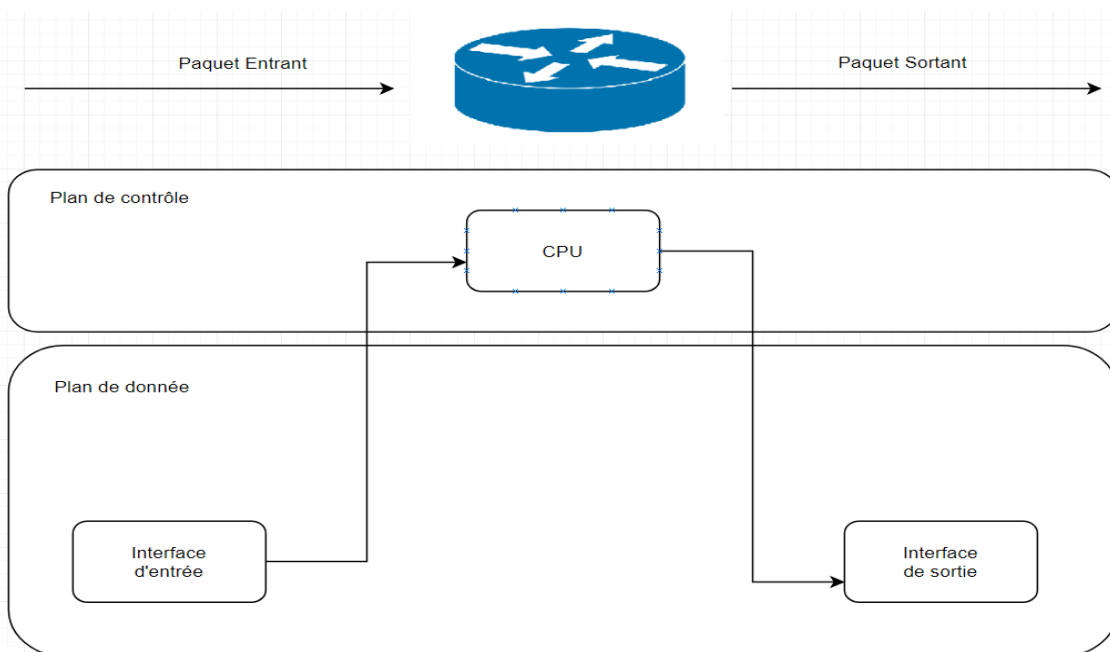 Paquet Entrant
Paquet Sortant
Plan de contrôle
CPU
Plan de donnée
Interface
d'entrée
Interface
de sortie